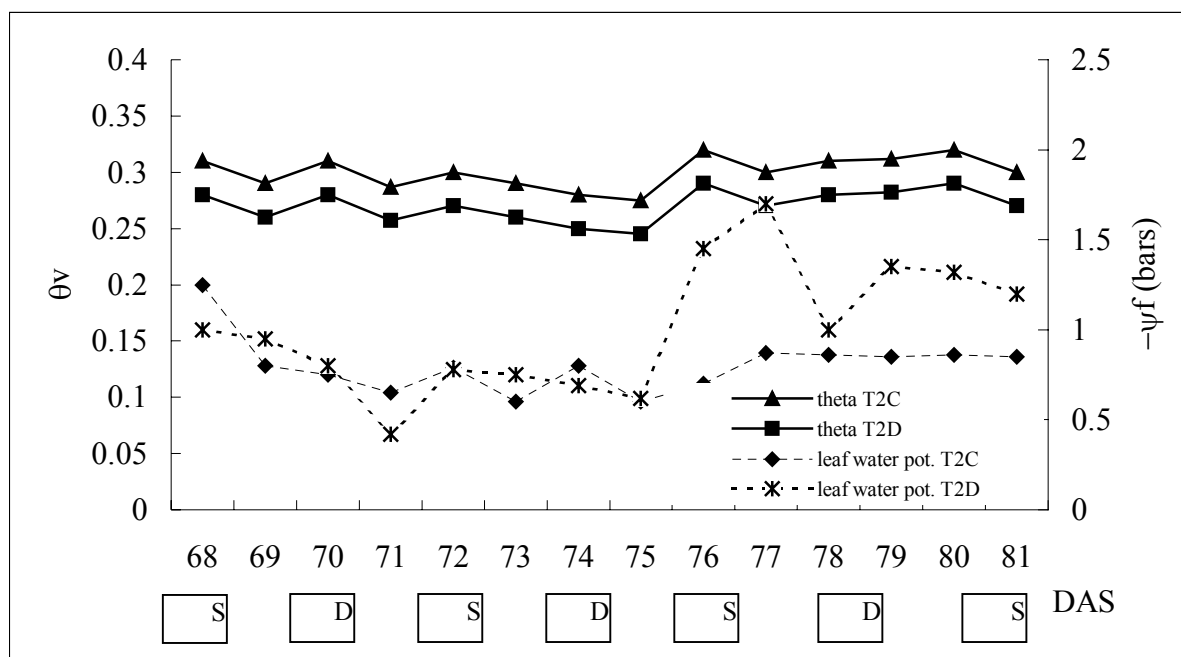 0.4
0.35
0.3
0.25
0.2
0.15
0.1
0.05
0
θv
2.5
2
1.5
1
0.5
0
−ψf (bars)
theta T2C
theta T2D
leaf water pot. T2C
leaf water pot. T2D
68 69 70 71 72 73 74 75 76 77 78 79 80 81
S D S D S D S DAS